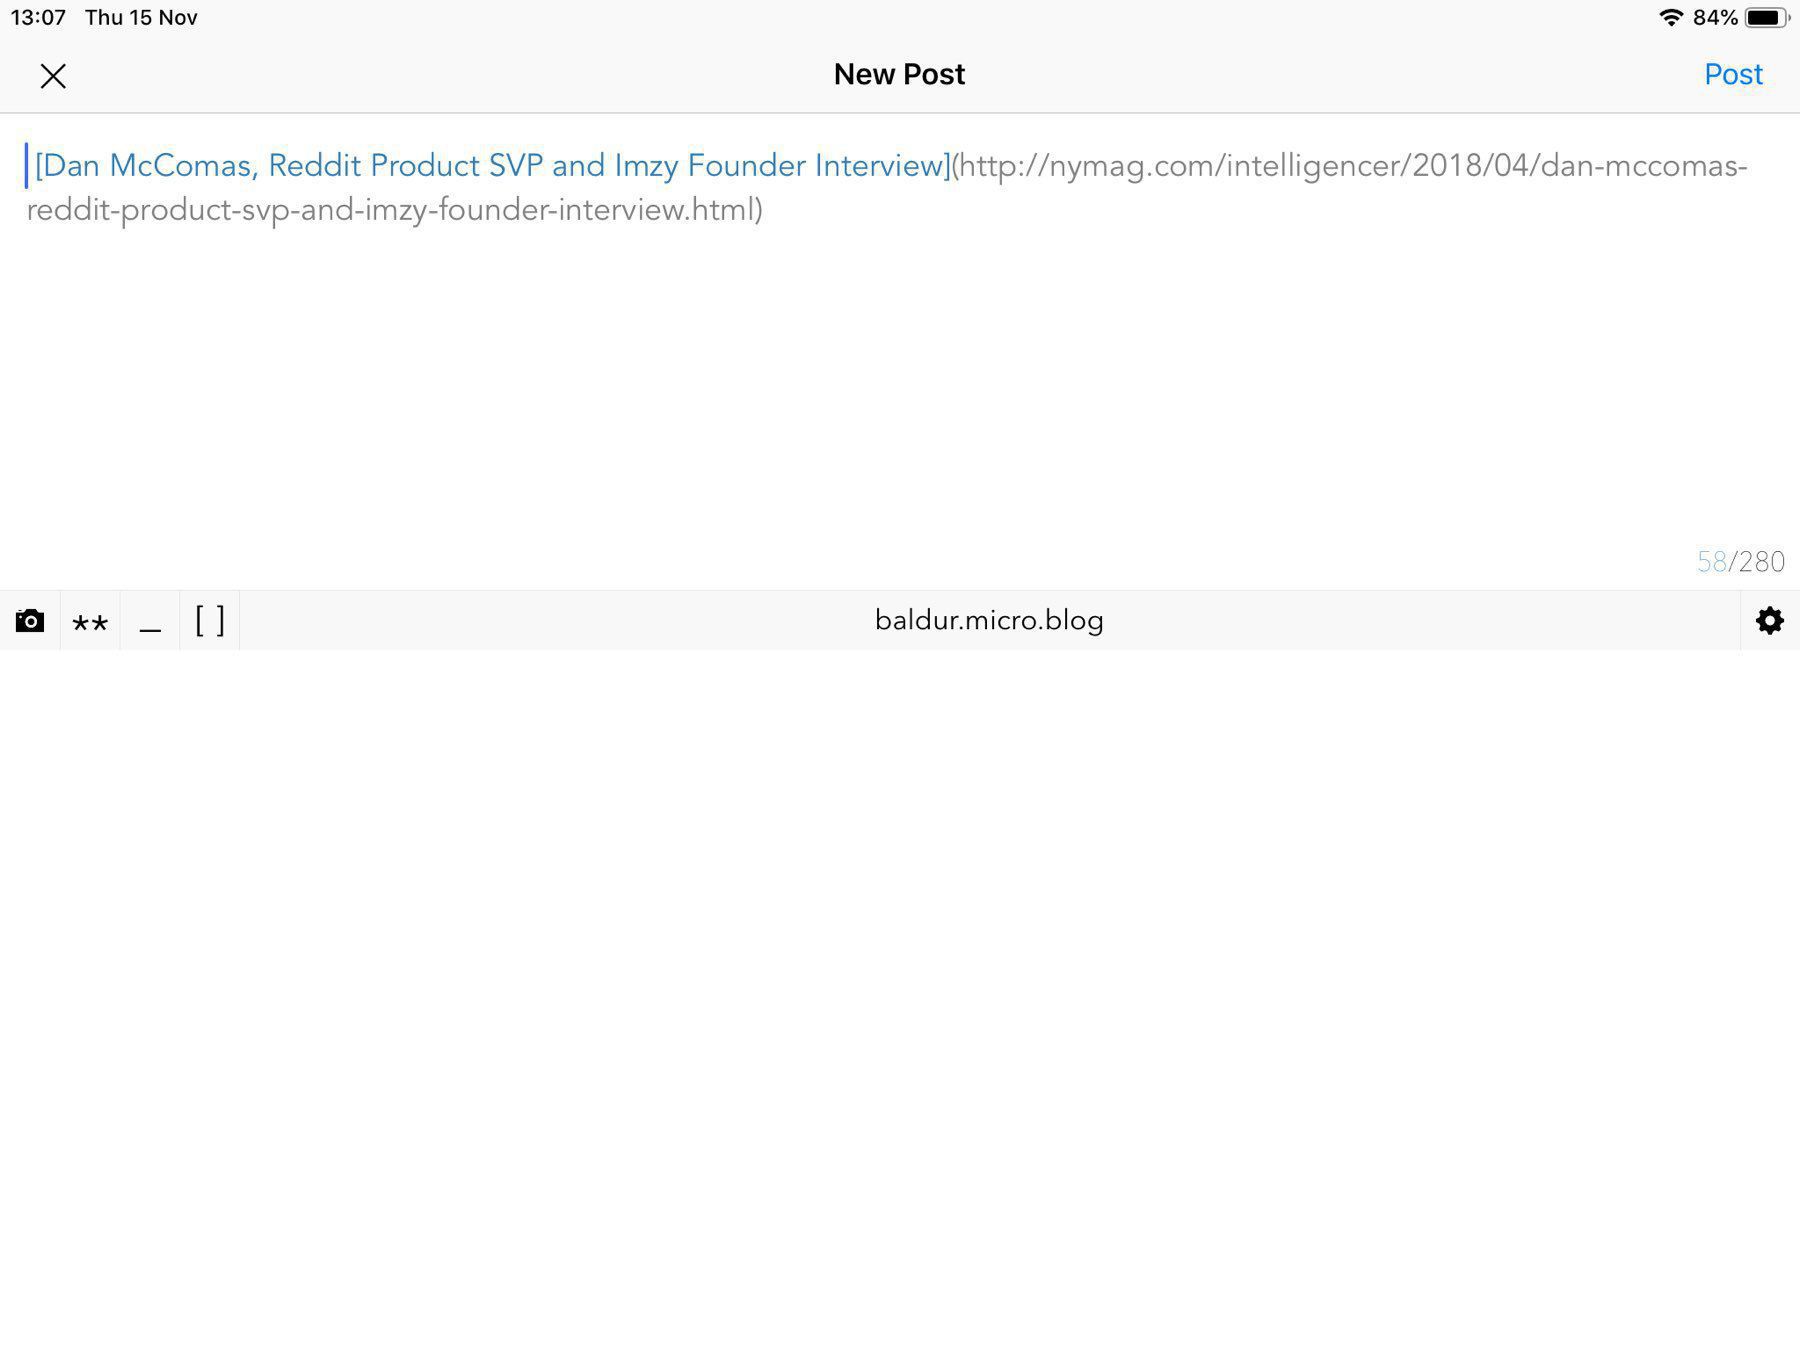 13:07 Thu 15 Nov 84%
New Post Post
[Dan McComas, Reddit Product SVP and Imzy Founder Interview](http://nymag.com/intelligencer/2018/04/dan-mccomas-
reddit-product-svp-and-imzy-founder-interview.html)
58/280
** _ [ ] baldur.micro.blog